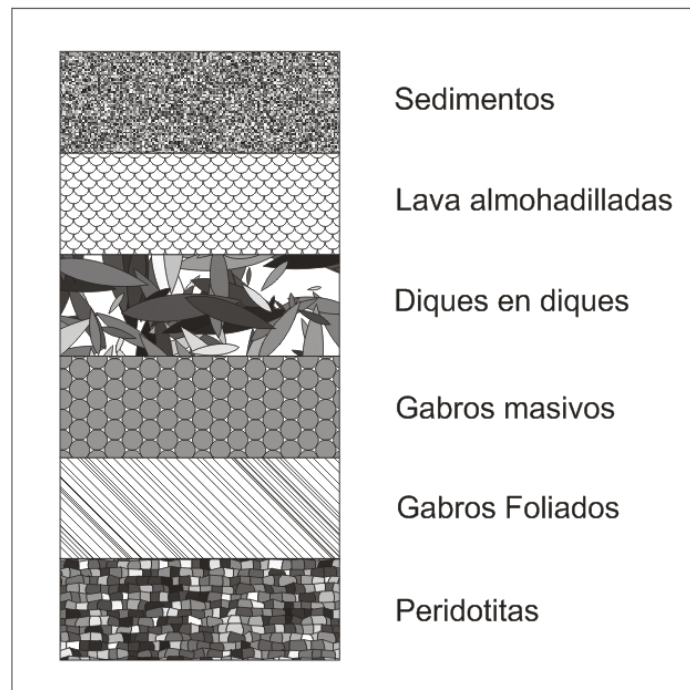 Sedimentos
Lava almohadilladas
Diques en diques
Gabros masivos
Gabros Foliados
Peridotitas